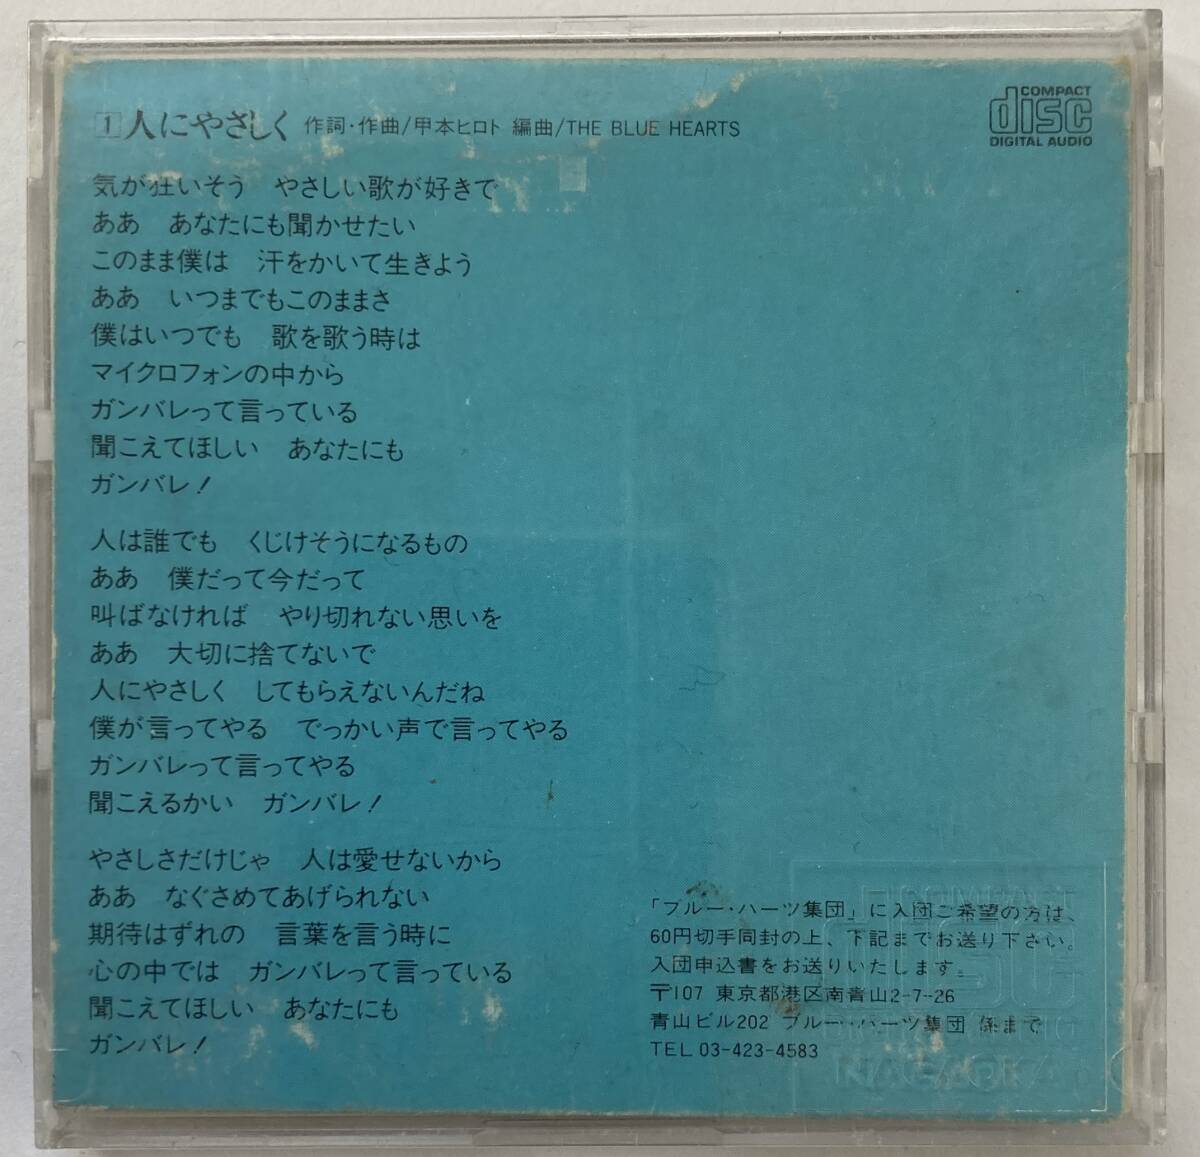 1 人にやさしく 作詞・作曲/甲本ヒロト 編曲/THE BLUE HEARTS
COMPACT
disc
DIGITAL AUDIO
気が狂いそう　やさしい歌が好きで
ああ　あなたにも聞かせたい
このまま僕は　汗をかいて生きよう
ああ　いつまでもこのままさ
僕はいつでも　歌を歌う時は
マイクロフォンの中から
ガンバレって言っている
聞こえてほしい　あなたにも
ガンバレ!
人は誰でも　くじけそうになるもの
ああ　僕だって今だって
叫ばなければ　やり切れない思いを
ああ　大切に捨てないで
人にやさしく　してもらえないんだね
僕が言ってやる　でっかい声で言ってやる
ガンバレって言ってやる
聞こえるかい　ガンバレ!
やさしさだけじゃ　人は愛せないから
ああ　なぐさめてあげられない
期待はずれの　言葉を言う時に
心の中では　ガンバレって言っている
聞こえてほしい　あなたにも
ガンバレ!
「ブルー・ハーツ集団」に入団ご希望の方は、
60円切手同封の上、下記までお送り下さい。
入団申込書をお送りいたします。
〒107 東京都港区南青山2-7-26
青山ビル202 ブルー・ハーツ集団 係まで
TEL 03-423-4583
COMPACT
NAGAOKA